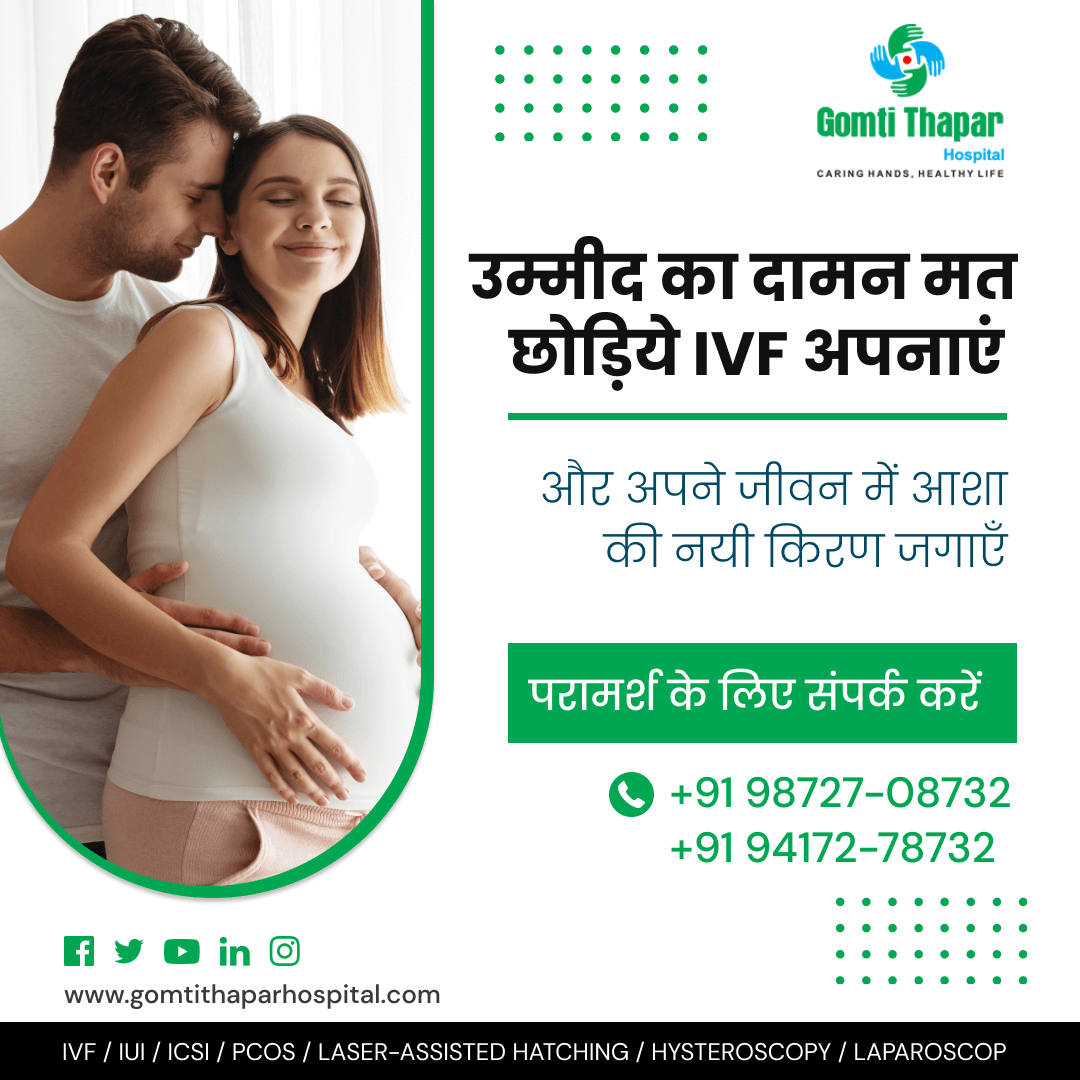 Gomti Thapar
Hospital
CARING HANDS, HEALTHY LIFE
उम्मीद का दामन मत
छोड़िये IVF अपनाएं
और अपने जीवन में आशा
की नयी किरण जगाएँ
परामर्श के लिए संपर्क करें
+91 98727-08732
+91 94172-78732
www.gomtithaparhospital.com
IVF / IUI / ICSI / PCOS / LASER-ASSISTED HATCHING / HYSTEROSCOPY / LAPAROSCOP